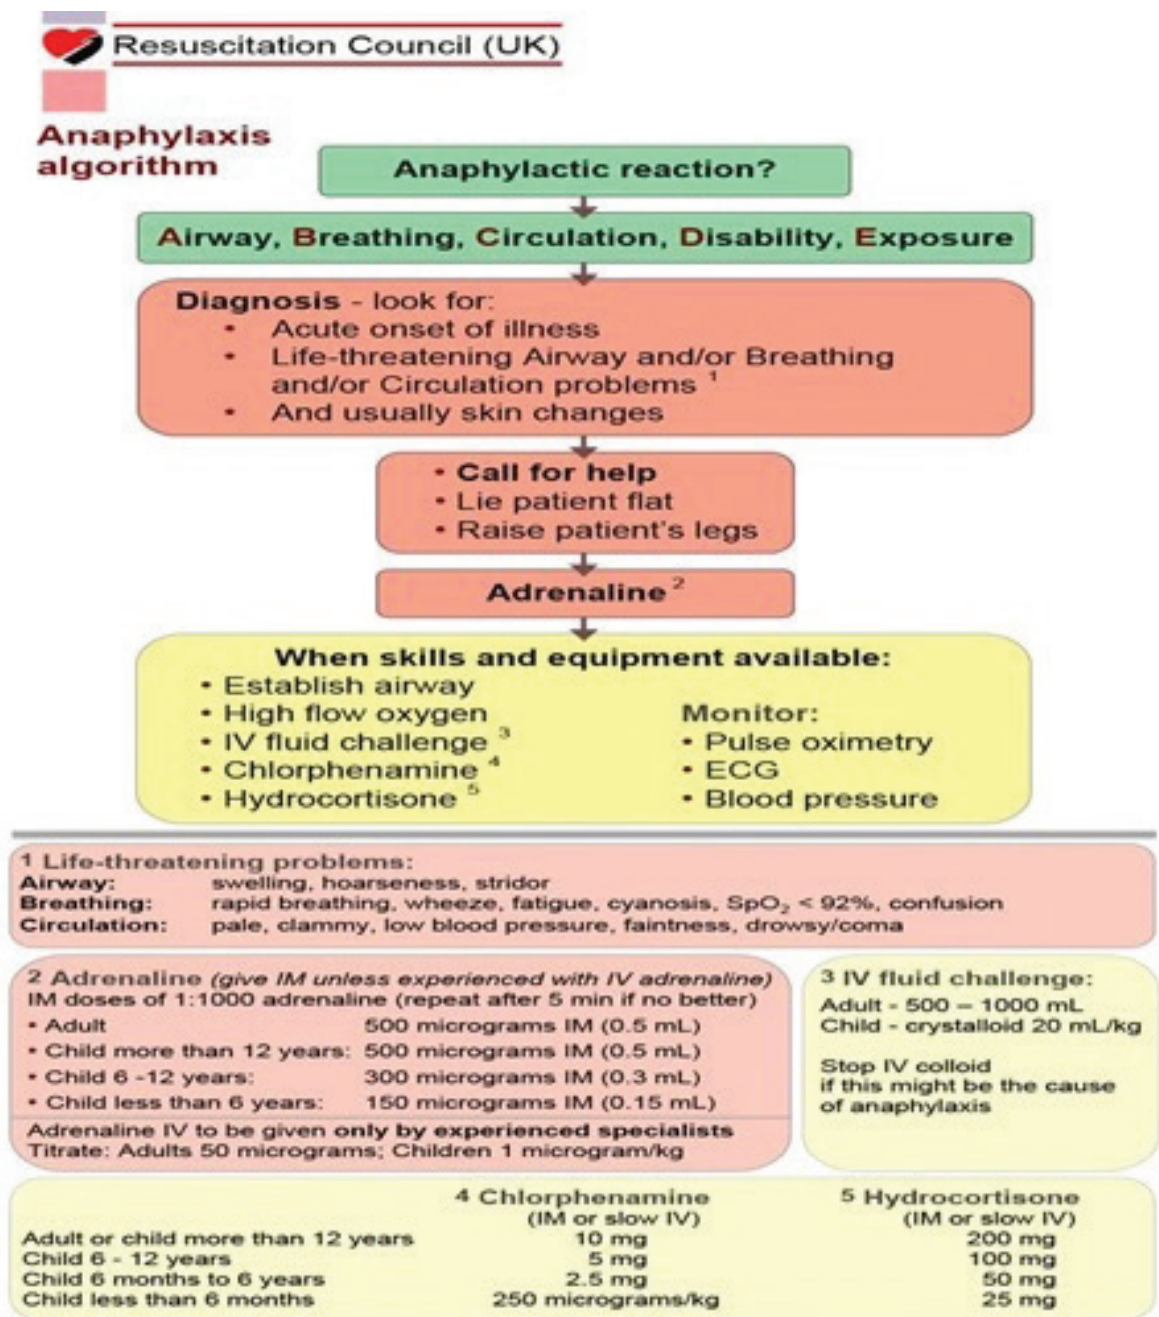 Resuscitation Council (UK)
Anaphylaxis
algorithm
Anaphylactic reaction?
Airway, Breathing, Circulation, Disability, Exposure
Diagnosis - look for:
• Acute onset of illness
• Life-threatening Airway and/or Breathing
and/or Circulation problems 1
• And usually skin changes
• Call for help
• Lie patient flat
• Raise patient's legs
Adrenaline 2
When skills and equipment available:
• Establish airway
• High flow oxygen
• IV fluid challenge 3
• Chlorphenamine 4
• Hydrocortisone 5
Monitor:
• Pulse oximetry
• ECG
• Blood pressure
1 Life-threatening problems:
Airway: swelling, hoarseness, stridor
Breathing: rapid breathing, wheeze, fatigue, cyanosis, SpO2 < 92%, confusion
Circulation: pale, clammy, low blood pressure, faintness, drowsy/coma
2 Adrenaline (give IM unless experienced with IV adrenaline)
IM doses of 1:1000 adrenaline (repeat after 5 min if no better)
• Adult 500 micrograms IM (0.5 mL)
• Child more than 12 years: 500 micrograms IM (0.5 mL)
• Child 6 -12 years: 300 micrograms IM (0.3 mL)
• Child less than 6 years: 150 micrograms IM (0.15 mL)
Adrenaline IV to be given only by experienced specialists
Titrate: Adults 50 micrograms; Children 1 microgram/kg
3 IV fluid challenge:
Adult - 500 – 1000 mL
Child - crystalloid 20 mL/kg
Stop IV colloid
if this might be the cause
of anaphylaxis
4 Chlorphenamine 5 Hydrocortisone
(IM or slow IV) (IM or slow IV)
Adult or child more than 12 years 10 mg 200 mg
Child 6 - 12 years 5 mg 100 mg
Child 6 months to 6 years 2.5 mg 50 mg
Child less than 6 months 250 micrograms/kg 25 mg